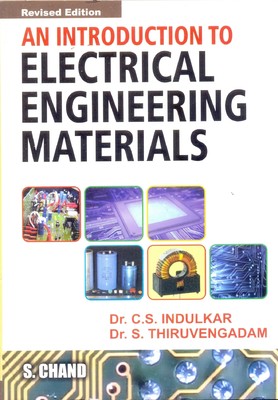 Revised Edition
AN INTRODUCTION TO
ELECTRICAL
ENGINEERING
MATERIALS
Dr. C.S. INDULKAR
Dr. S. THIRUVENGADAM
S. CHAND